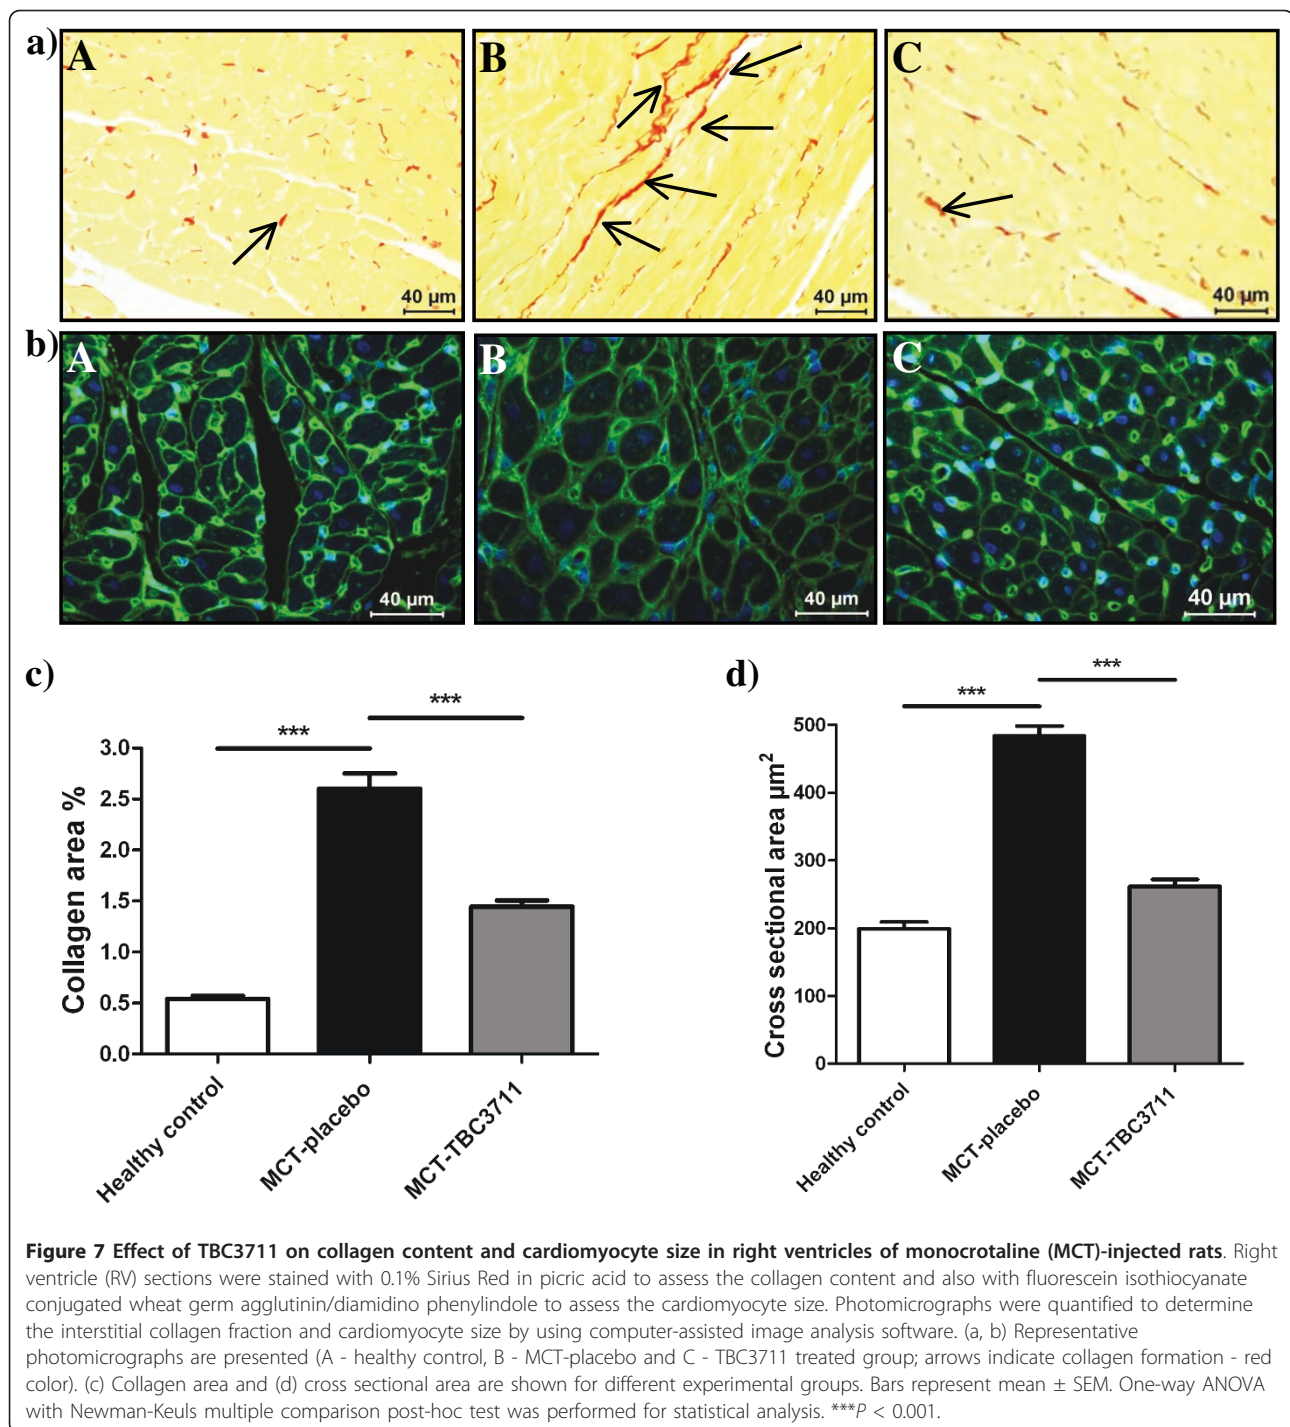 a)
A
B
C
40 µm
40 µm
40 µm
b)
A
B
C
40 µm
40 µm
40 µm
c)
***
***
3.0
2.5
2.0
1.5
1.0
0.5
0.0
Collagen area %
Healthy control
MCT-placebo
MCT-TBC3711
d)
***
***
500
400
300
200
100
0
Cross sectional area µm²
Healthy control
MCT-placebo
MCT-TBC3711
Figure 7 Effect of TBC3711 on collagen content and cardiomyocyte size in right ventricles of monocrotaline (MCT)-injected rats. Right
ventricle (RV) sections were stained with 0.1% Sirius Red in picric acid to assess the collagen content and also with fluorescein isothiocyanate
conjugated wheat germ agglutinin/diamidino phenylindole to assess the cardiomyocyte size. Photomicrographs were quantified to determine
the interstitial collagen fraction and cardiomyocyte size by using computer-assisted image analysis software. (a, b) Representative
photomicrographs are presented (A - healthy control, B - MCT-placebo and C - TBC3711 treated group; arrows indicate collagen formation - red
color). (c) Collagen area and (d) cross sectional area are shown for different experimental groups. Bars represent mean ± SEM. One-way ANOVA
with Newman-Keuls multiple comparison post-hoc test was performed for statistical analysis. ***P < 0.001.